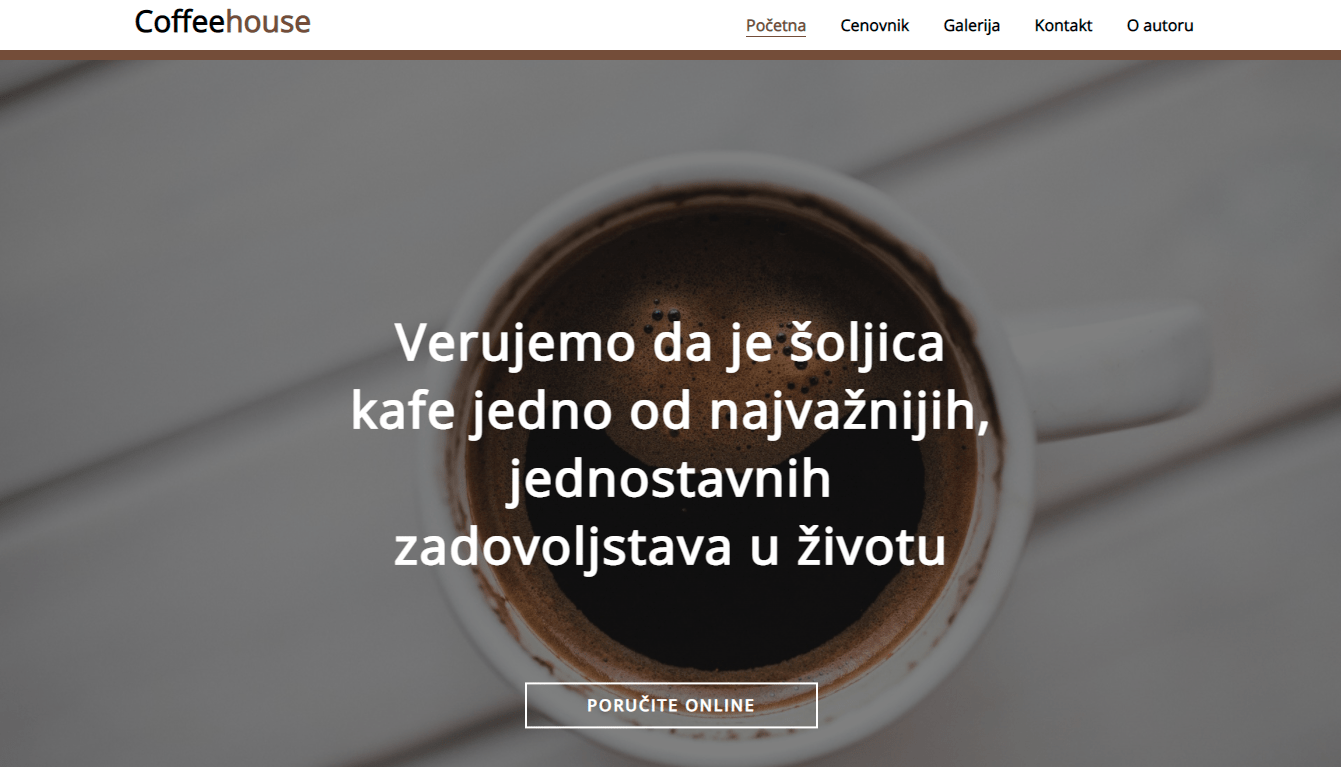 Coffeehouse
Početna Cenovnik Galerija Kontakt O autoru
Verujemo da je šoljica
kafe jedno od najvažnijih,
jednostavnih
zadovoljstava u životu
PORUČITE ONLINE